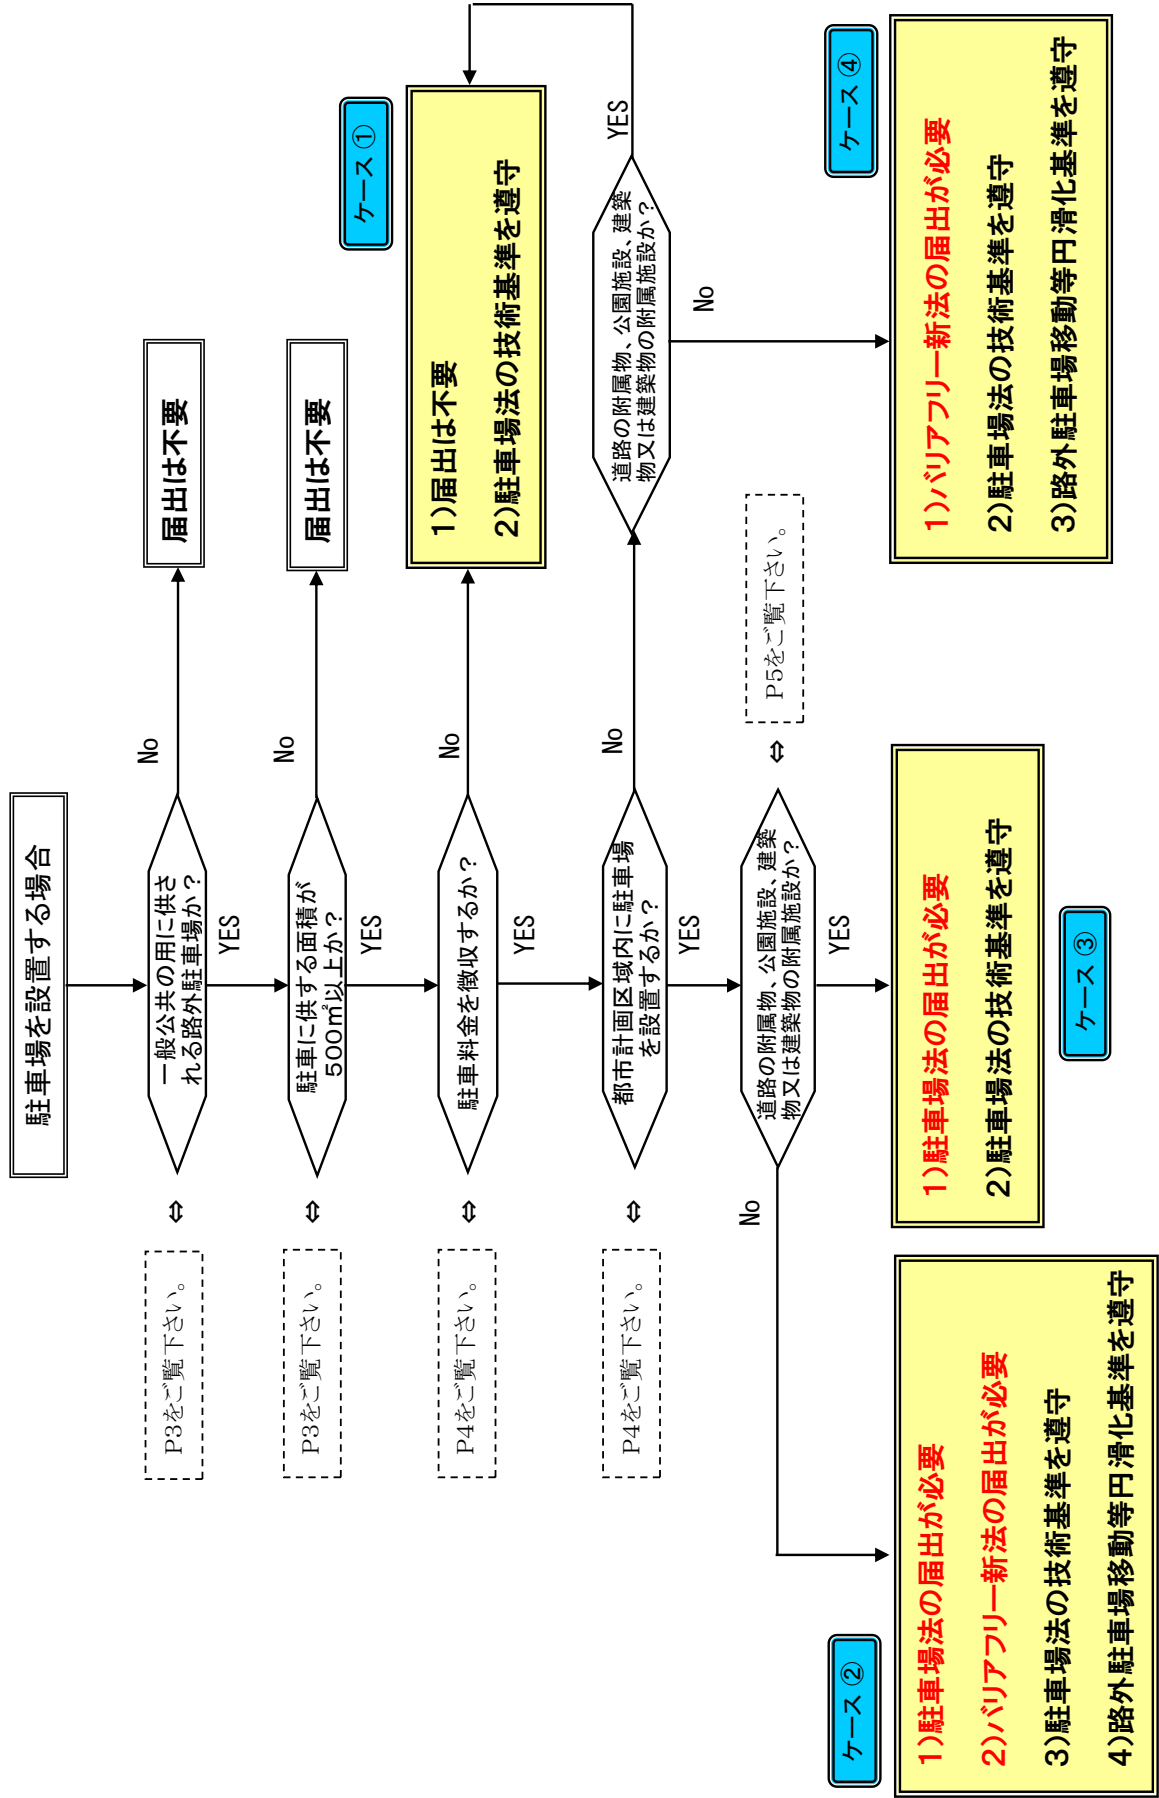 駐車場を設置する場合
P3をご覧下さい。
⇔
一般公共の用に供さ
れる路外駐車場か？
No
届出は不要
YES
P3をご覧下さい。
⇔
駐車に供する面積が
500㎡以上か？
No
届出は不要
YES
ケース ①
P4をご覧下さい。
⇔
駐車料金を徴収するか？
No
1)届出は不要
2)駐車場法の技術基準を遵守
YES
P4をご覧下さい。
⇔
都市計画区域内に駐車場
を設置するか？
No
道路の附属物、公園施設、建築
物又は建築物の附属施設か？
YES
YES
No
道路の附属物、公園施設、建築
物又は建築物の附属施設か？
⇔
P5をご覧下さい。
No
YES
ケース ②
1)駐車場法の届出が必要
2)バリアフリー新法の届出が必要
3)駐車場法の技術基準を遵守
4)路外駐車場移動等円滑化基準を遵守
1)駐車場法の届出が必要
2)駐車場法の技術基準を遵守
ケース ③
ケース ④
1)バリアフリー新法の届出が必要
2)駐車場法の技術基準を遵守
3)路外駐車場移動等円滑化基準を遵守